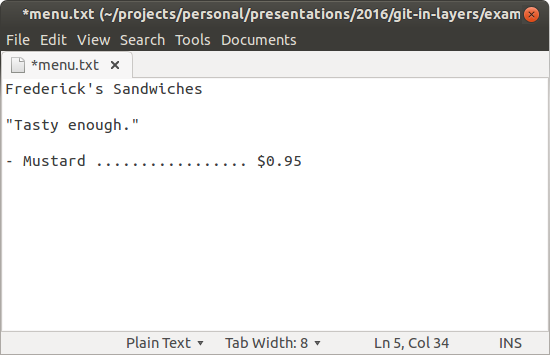 *menu.txt (~/projects/personal/presentations/2016/git-in-layers/exam
File Edit View Search Tools Documents
*menu.txt
Frederick's Sandwiches
"Tasty enough."
- Mustard ................. $0.95
Plain Text Tab Width: 8 Ln 5, Col 34 INS